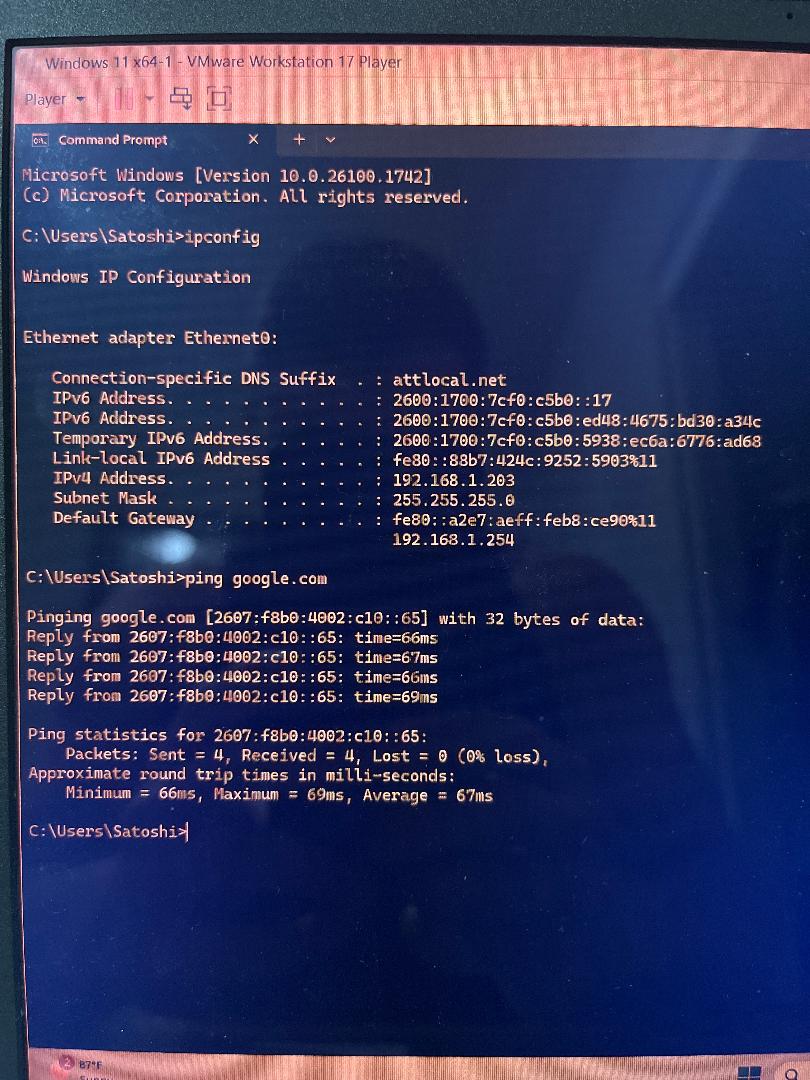 Windows 11 x64-1 - VMware Workstation 17 Player
Player
Command Prompt
Microsoft Windows [Version 10.0.26100.1742]
(c) Microsoft Corporation. All rights reserved.
C:\Users\Satoshi>ipconfig
Windows IP Configuration
Ethernet adapter Ethernet0:
Connection-specific DNS Suffix  . : attlocal.net
IPv6 Address. . . . . . . . . . . : 2600:1700:7cf0:c5b0::17
IPv6 Address. . . . . . . . . . . : 2600:1700:7cf0:c5b0:ed48:4675:bd30:a34c
Temporary IPv6 Address. . . . . . : 2600:1700:7cf0:c5b0:5938:ec6a:6776:ad68
Link-local IPv6 Address . . . . . : fe80::88b7:424c:9252:5903%11
IPv4 Address. . . . . . . . . . . : 192.168.1.203
Subnet Mask . . . . . . . . . . . : 255.255.255.0
Default Gateway . . . . . . . . . : fe80::a2e7:aeff:feb8:ce90%11
192.168.1.254
C:\Users\Satoshi>ping google.com
Pinging google.com [2607:f8b0:4002:c10::65] with 32 bytes of data:
Reply from 2607:f8b0:4002:c10::65: time=66ms
Reply from 2607:f8b0:4002:c10::65: time=67ms
Reply from 2607:f8b0:4002:c10::65: time=66ms
Reply from 2607:f8b0:4002:c10::65: time=69ms
Ping statistics for 2607:f8b0:4002:c10::65:
Packets: Sent = 4, Received = 4, Lost = 0 (0% loss),
Approximate round trip times in milli-seconds:
Minimum = 66ms, Maximum = 69ms, Average = 67ms
C:\Users\Satoshi>
2
87°F